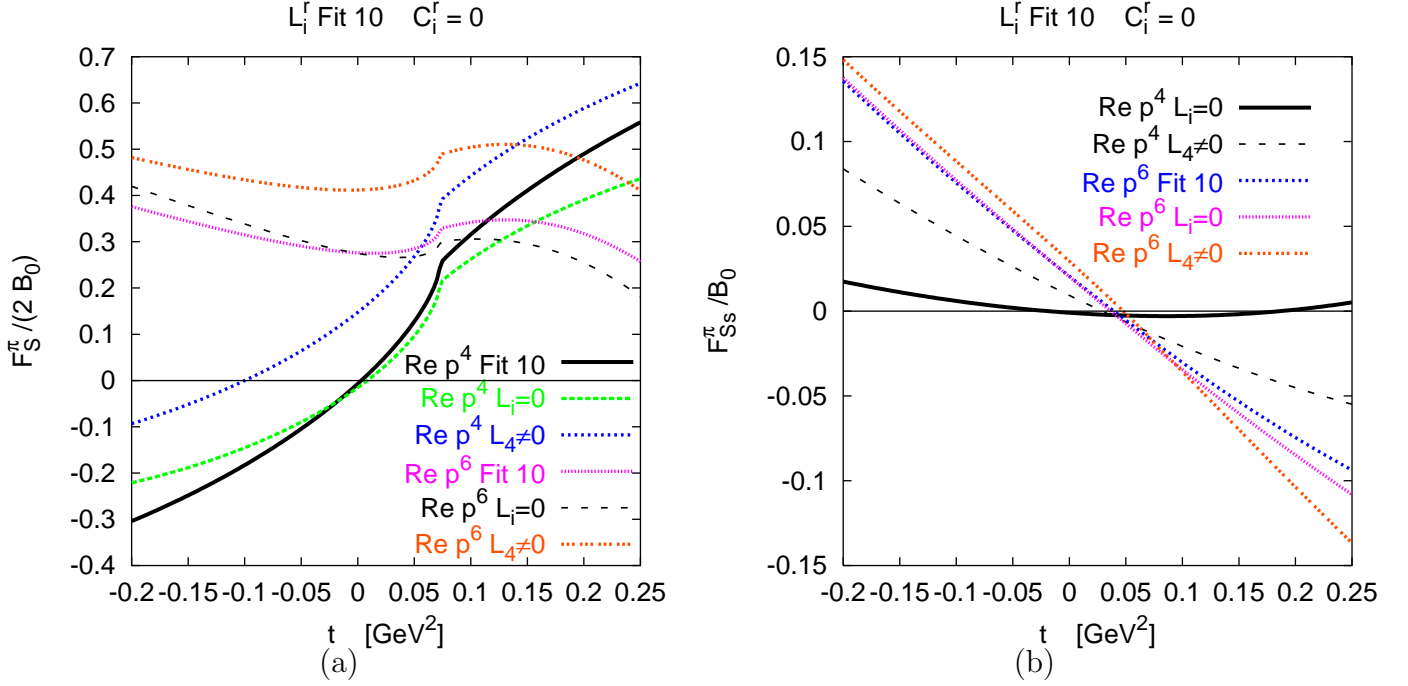 L_i^r Fit 10 C_i^r = 0
F_S^π/(2 B_0)
0.7
0.6
0.5
0.4
0.3
0.2
0.1
0
-0.1
-0.2
-0.3
-0.4
Re p^4 Fit 10
Re p^4 L_i=0
Re p^4 L_4≠0
Re p^6 Fit 10
Re p^6 L_i=0
Re p^6 L_4≠0
-0.2 -0.15 -0.1 -0.05 0 0.05 0.1 0.15 0.2 0.25
t [GeV^2]
(a)
L_i^r Fit 10 C_i^r = 0
F_Ss^π/B_0
0.15
0.1
0.05
0
-0.05
-0.1
-0.15
Re p^4 L_i=0
Re p^4 L_4≠0
Re p^6 Fit 10
Re p^6 L_i=0
Re p^6 L_4≠0
-0.2 -0.15 -0.1 -0.05 0 0.05 0.1 0.15 0.2 0.25
t [GeV^2]
(b)